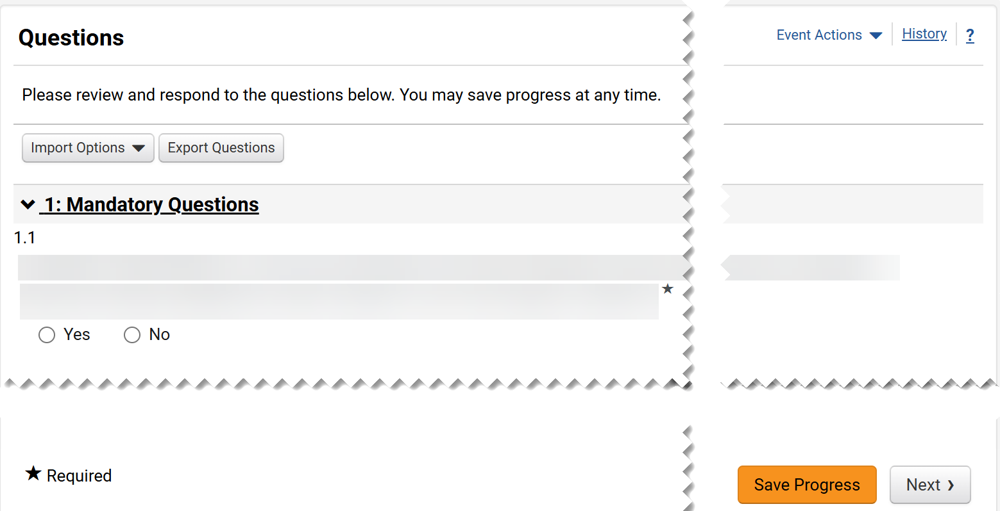 Questions
Event Actions
History
?
Please review and respond to the questions below. You may save progress at any time.
Import Options
Export Questions
1: Mandatory Questions
1.1
★
Yes
No
★ Required
Save Progress
Next ›